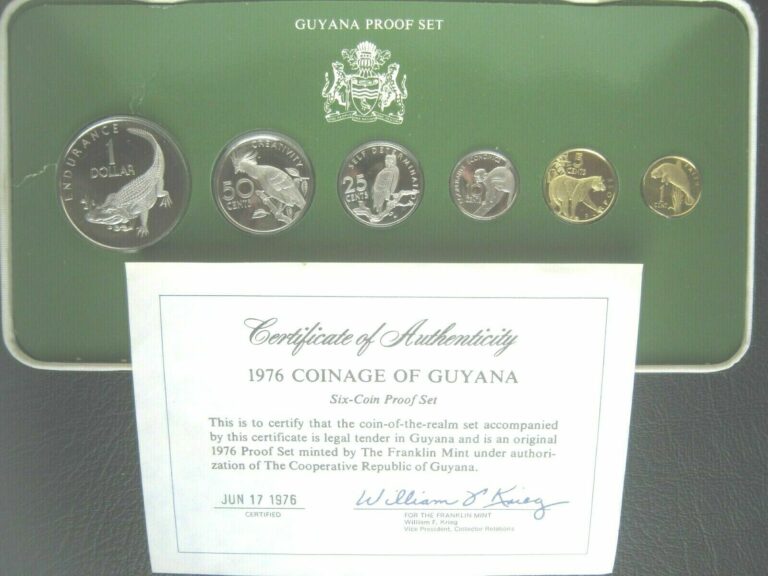 GUYANA PROOF SET
ENDURANCE
1
DOLLAR
CREATIVITY
50
CENTS
SELF DETERMINATION
25
CENTS
ECONOMICS
5
CENTS
1
CENT
Certificate of Authenticity
1976 COINAGE OF GUYANA
Six-Coin Proof Set
This is to certify that the coin-of-the-realm set accompanied
by this certificate is legal tender in Guyana and is an original
1976 Proof Set minted by The Franklin Mint under authori-
zation of The Cooperative Republic of Guyana.
JUN 17 1976
CERTIFIED
William F Krieg
FOR THE FRANKLIN MINT
William F. Krieg
Vice President, Collector Relations